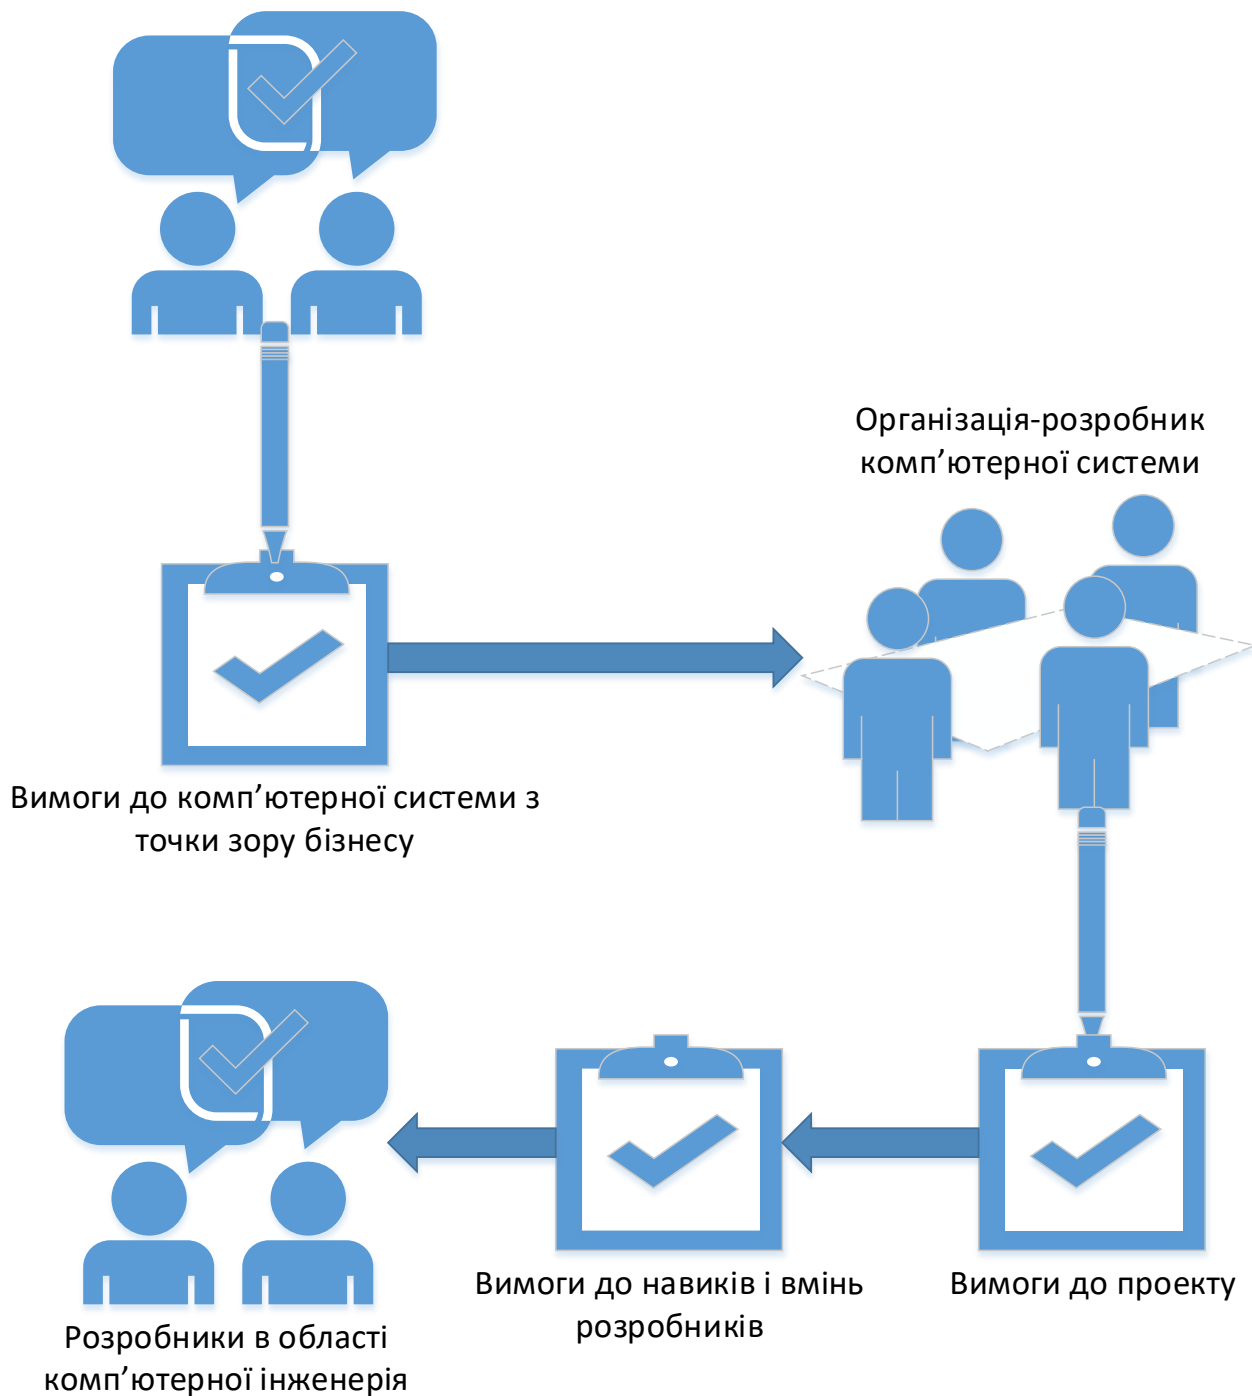 Організація-розробник
комп’ютерної системи
Вимоги до комп’ютерної системи з
точки зору бізнесу
Вимоги до навиків і вмінь
розробників
Вимоги до проекту
Розробники в області
комп’ютерної інженерія